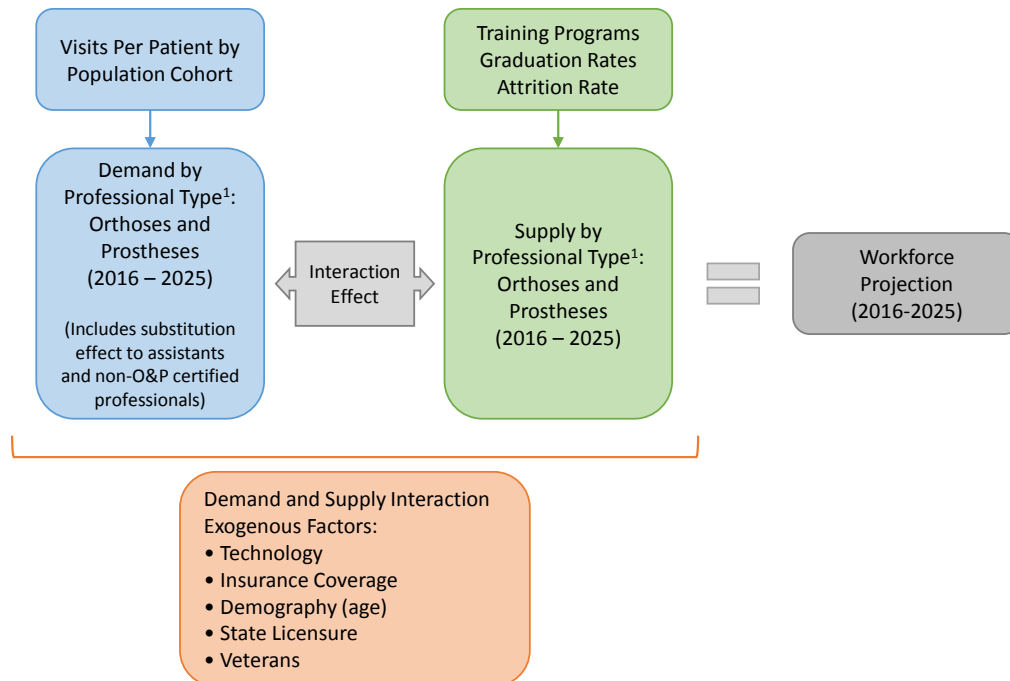 Visits Per Patient by
Population Cohort
Training Programs
Graduation Rates
Attrition Rate
Demand by
Professional Type¹:
Orthoses and
Prostheses
(2016 – 2025)
(Includes substitution
effect to assistants
and non-O&P certified
professionals)
Interaction
Effect
Supply by
Professional Type¹:
Orthoses and
Prostheses
(2016 – 2025)
Workforce
Projection
(2016-2025)
Demand and Supply Interaction
Exogenous Factors:
• Technology
• Insurance Coverage
• Demography (age)
• State Licensure
• Veterans